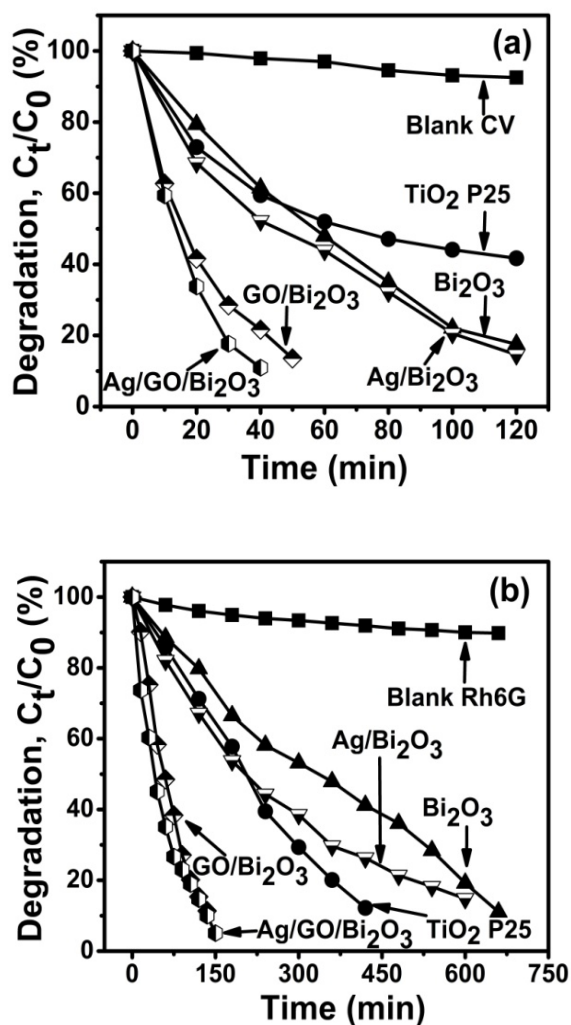 (a)
Degradation, Cₜ/C₀ (%)
100
80
60
40
20
0
Blank CV
TiO₂ P25
GO/Bi₂O₃
Bi₂O₃
Ag/GO/Bi₂O₃
Ag/Bi₂O₃
0 20 40 60 80 100 120
Time (min)
(b)
Degradation, Cₜ/C₀ (%)
100
80
60
40
20
0
Blank Rh6G
Ag/Bi₂O₃
Bi₂O₃
GO/Bi₂O₃
Ag/GO/Bi₂O₃
TiO₂ P25
0 150 300 450 600 750
Time (min)